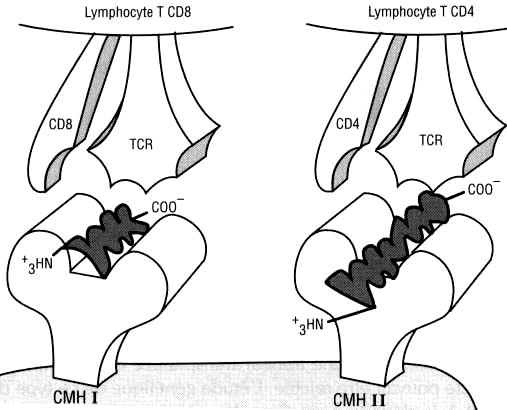 Lymphocyte T CD8
CD8
TCR
COO⁻
⁺₃HN
CMH I
Lymphocyte T CD4
CD4
TCR
COO⁻
⁺₃HN
CMH II